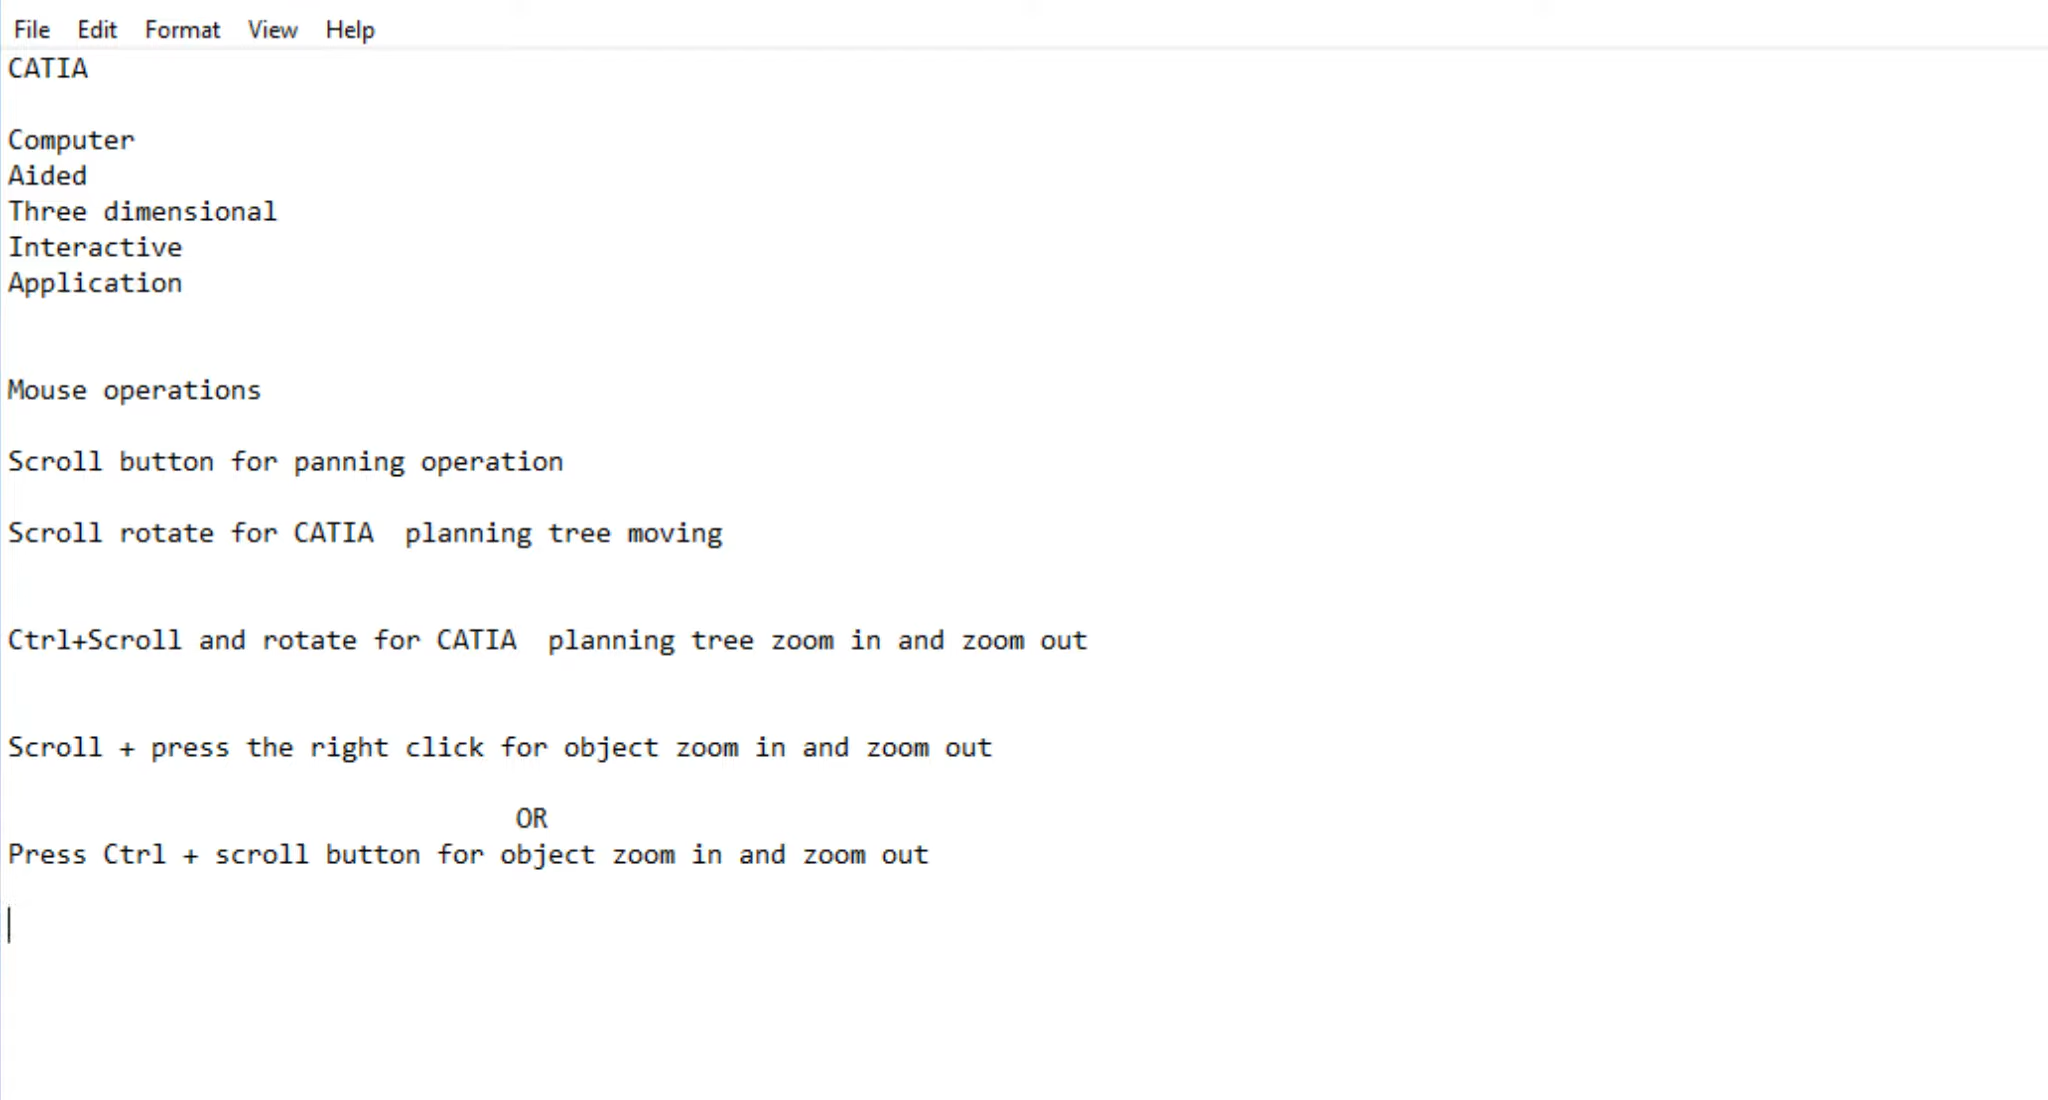 File Edit Format View Help
CATIA
Computer
Aided
Three dimensional
Interactive
Application
Mouse operations
Scroll button for panning operation
Scroll rotate for CATIA  planning tree moving
Ctrl+Scroll and rotate for CATIA  planning tree zoom in and zoom out
Scroll + press the right click for object zoom in and zoom out
OR
Press Ctrl + scroll button for object zoom in and zoom out